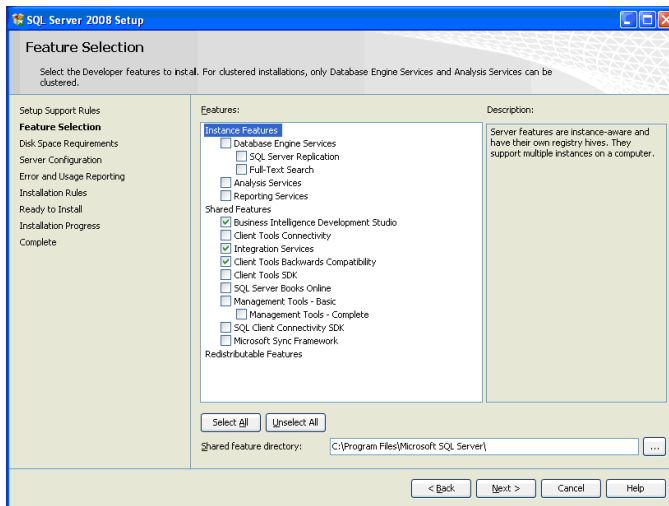 SQL Server 2008 Setup
Feature Selection
Select the Developer features to install. For clustered installations, only Database Engine Services and Analysis Services can be
clustered.
Setup Support Rules
Feature Selection
Disk Space Requirements
Server Configuration
Error and Usage Reporting
Installation Rules
Ready to Install
Installation Progress
Complete
Features:
Instance Features
Database Engine Services
SQL Server Replication
Full-Text Search
Analysis Services
Reporting Services
Shared Features
Business Intelligence Development Studio
Client Tools Connectivity
Integration Services
Client Tools Backwards Compatibility
Client Tools SDK
SQL Server Books Online
Management Tools - Basic
Management Tools - Complete
SQL Client Connectivity SDK
Microsoft Sync Framework
Redistributable Features
Description:
Server features are instance-aware and
have their own registry hives. They
support multiple instances on a computer.
Select All
Unselect All
Shared feature directory:
C:\Program Files\Microsoft SQL Server\
...
< Back
Next >
Cancel
Help